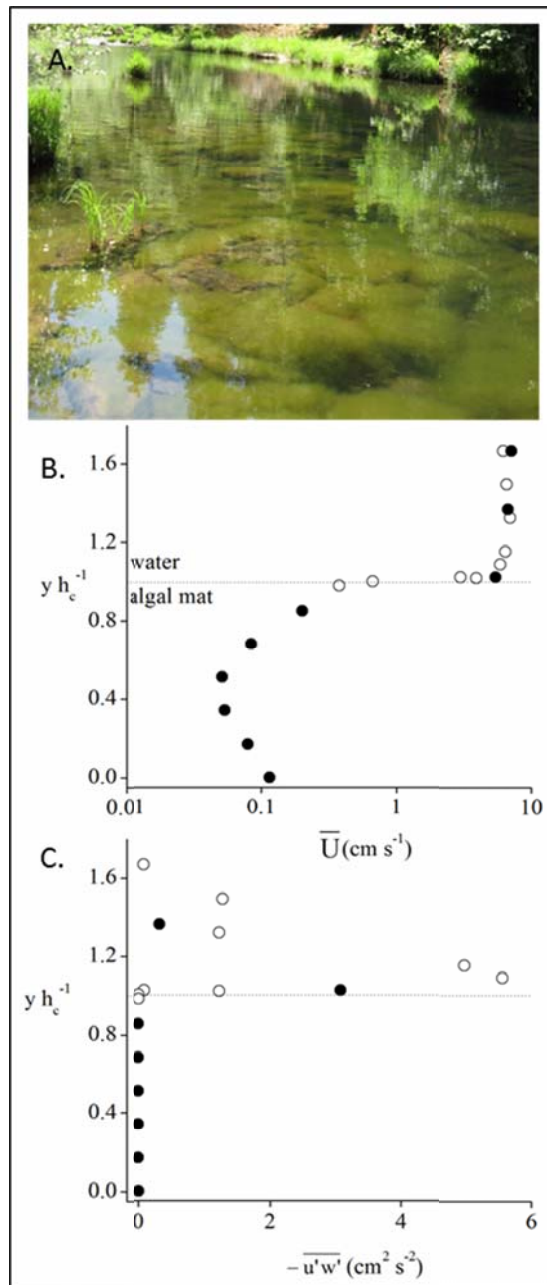 A.
B.
1.6
1.2
water
y h_c^-1
algal mat
0.8
0.4
0.0
0.01
0.1
1
10
U̅ (cm s^-1)
C.
1.6
1.2
y h_c^-1
0.8
0.4
0.0
0
2
4
6
– u'w' (cm^2 s^-2)